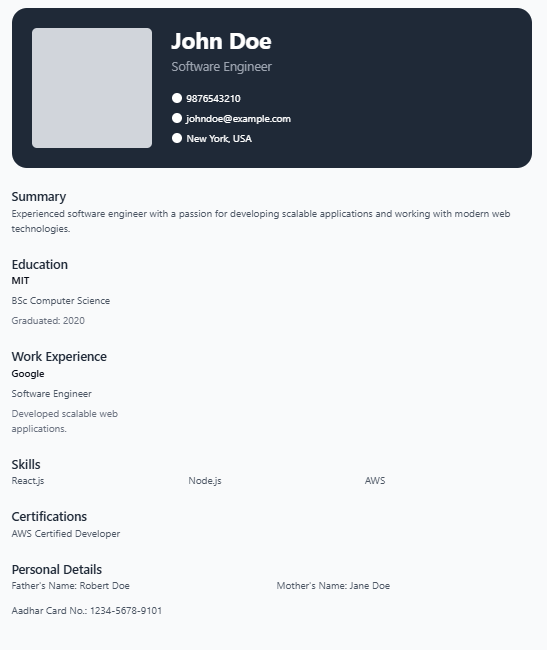 John Doe
Software Engineer
9876543210
johndoe@example.com
New York, USA
Summary
Experienced software engineer with a passion for developing scalable applications and working with modern web
technologies.
Education
MIT
BSc Computer Science
Graduated: 2020
Work Experience
Google
Software Engineer
Developed scalable web
applications.
Skills
React.js Node.js AWS
Certifications
AWS Certified Developer
Personal Details
Father's Name: Robert Doe Mother's Name: Jane Doe
Aadhar Card No.: 1234-5678-9101